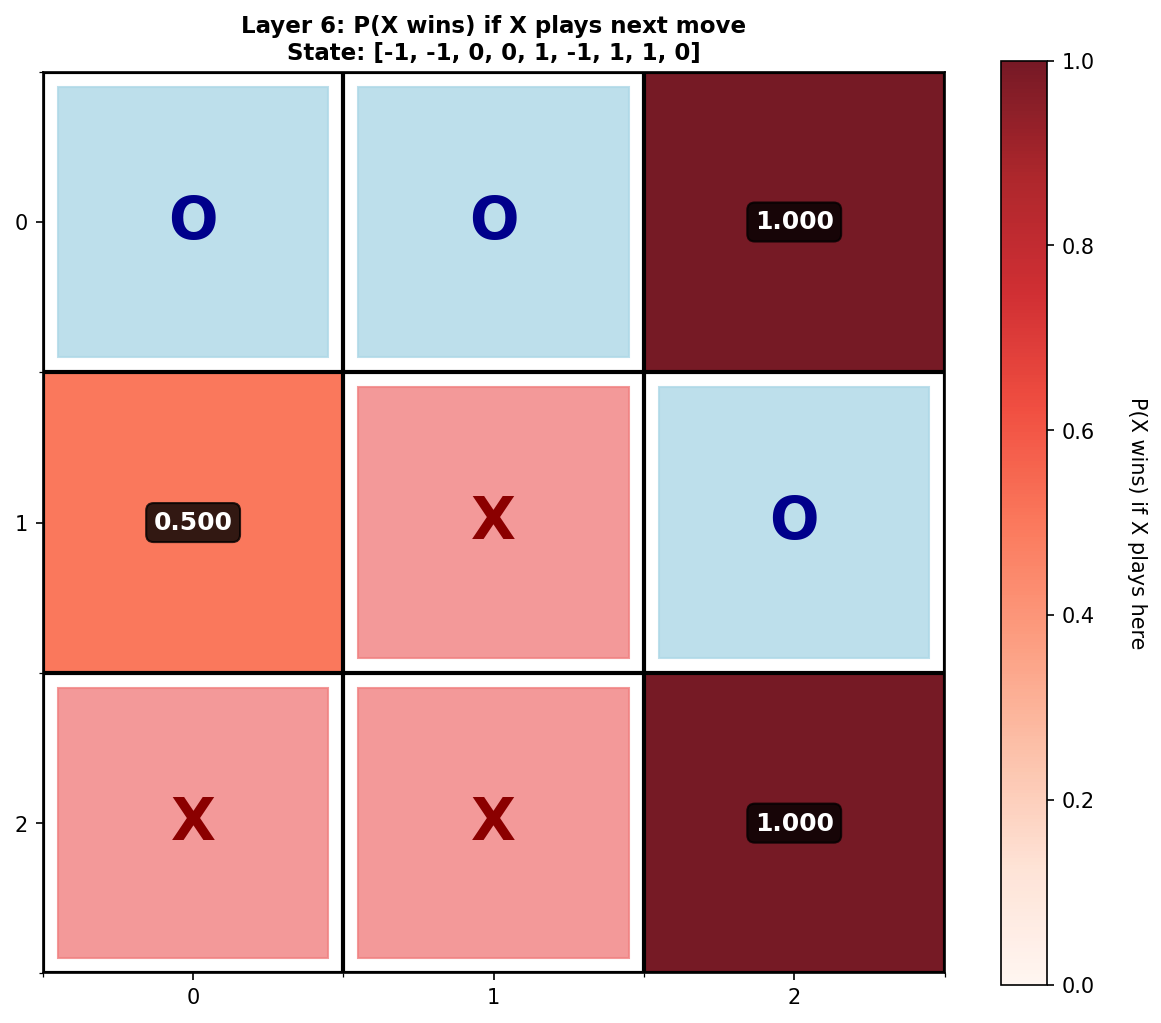 Layer 6: P(X wins) if X plays next move
State: [-1, -1, 0, 0, 1, -1, 1, 1, 0]
0
O
O
1.000
1
0.500
X
O
2
X
X
1.000
0
1
2
1.0
0.8
0.6
0.4
0.2
0.0
P(X wins) if X plays here